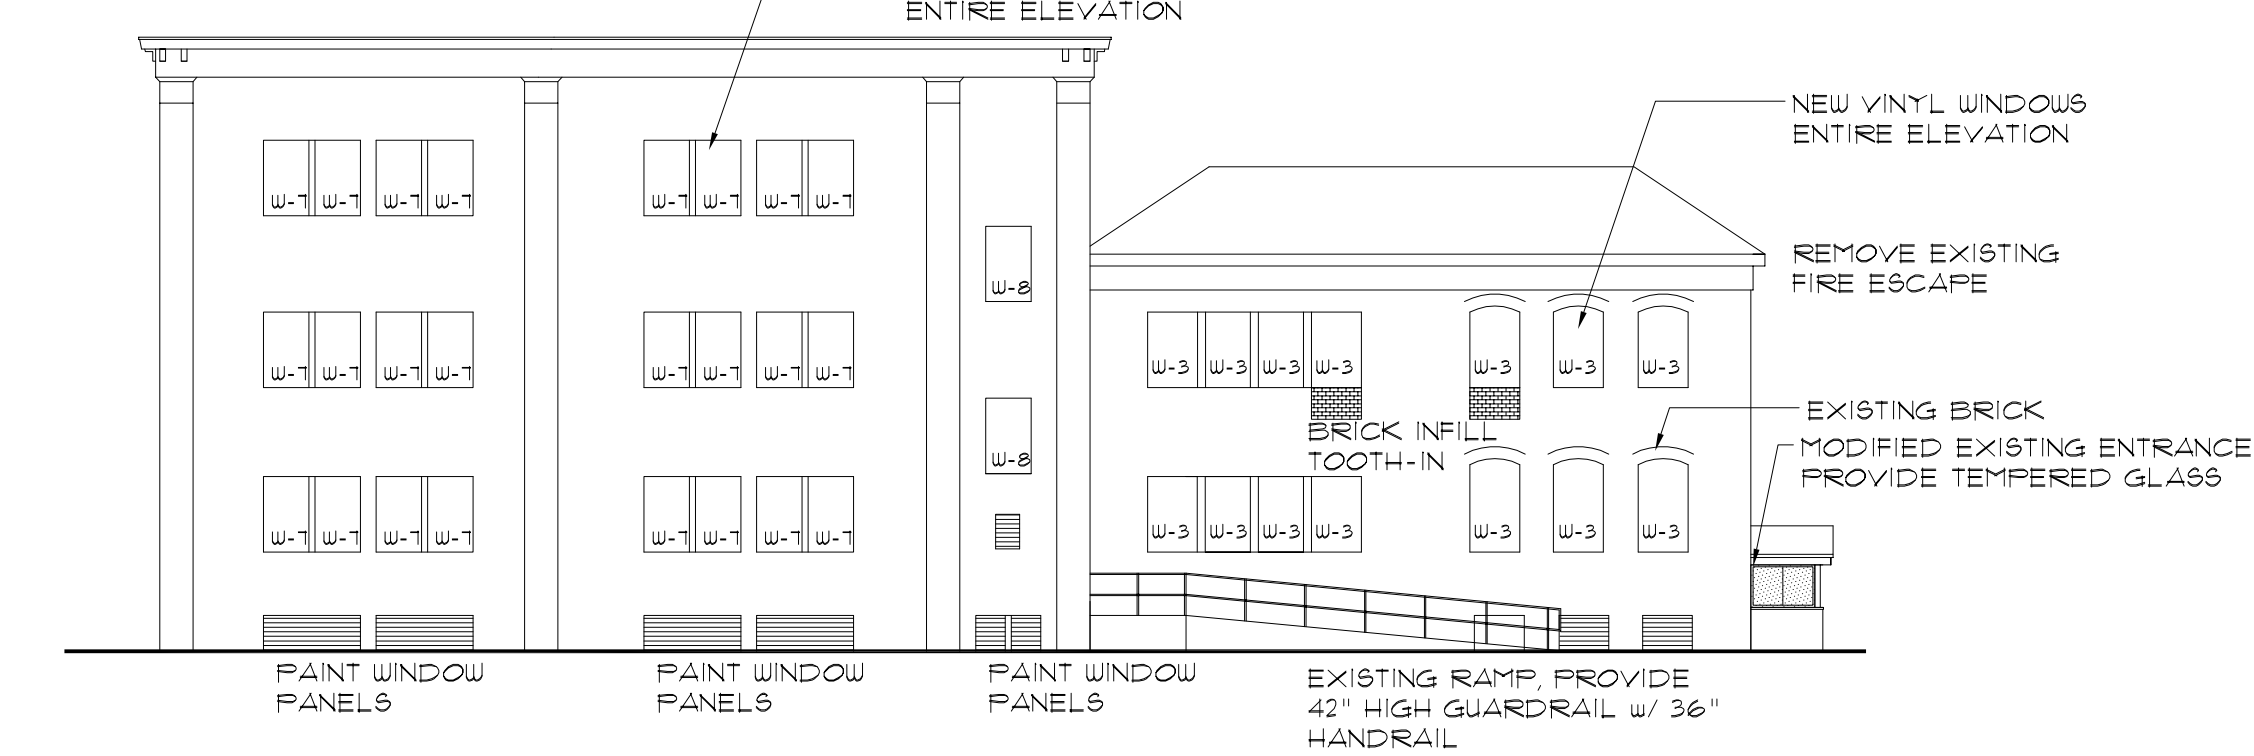 ENTIRE ELEVATION
NEW VINYL WINDOWS
ENTIRE ELEVATION
W-7 W-7 W-7 W-7 W-7 W-7 W-7 W-7
REMOVE EXISTING
FIRE ESCAPE
W-8
W-7 W-7 W-7 W-7 W-7 W-7 W-7 W-7 W-3 W-3 W-3 W-3 W-3 W-3 W-3
EXISTING BRICK
BRICK INFILL
TOOTH-IN
MODIFIED EXISTING ENTRANCE
PROVIDE TEMPERED GLASS
W-8
W-7 W-7 W-7 W-7 W-7 W-7 W-7 W-7 W-3 W-3 W-3 W-3 W-3 W-3 W-3
PAINT WINDOW
PANELS
PAINT WINDOW
PANELS
PAINT WINDOW
PANELS
EXISTING RAMP, PROVIDE
42" HIGH GUARDRAIL w/ 36"
HANDRAIL